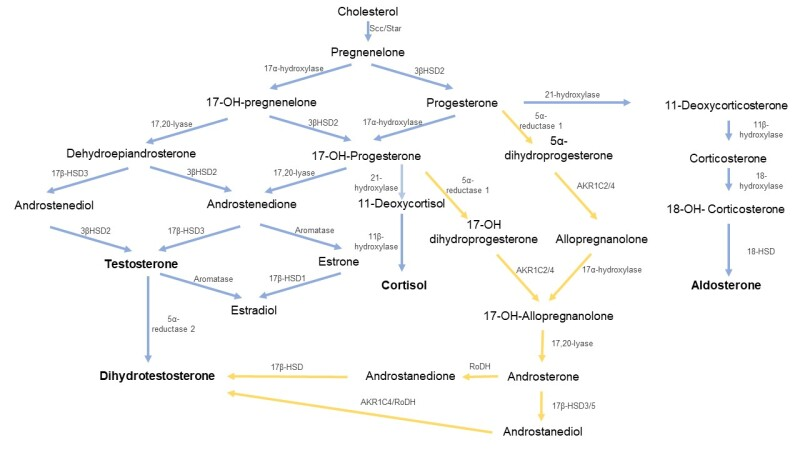 Cholesterol
Scc/Star
Pregnenelone
17α-hydroxylase
3βHSD2
21-hydroxylase
17-OH-pregnenelone
Progesterone
11-Deoxycorticosterone
17,20-lyase
3βHSD2
17α-hydroxylase
5α-
reductase 1
11β-
hydroxylase
Dehydroepiandrosterone
17-OH-Progesterone
5α-
dihydroprogesterone
Corticosterone
17β-HSD3
3βHSD2
17,20-lyase
21-
hydroxylase
5α-
reductase 1
AKR1C2/4
18-
hydroxylase
Androstenediol
Androstenedione
11-Deoxycortisol
18-OH- Corticosterone
3βHSD2
17β-HSD3
Aromatase
11β-
hydroxylase
17-OH
dihydroprogesterone
Allopregnanolone
18-HSD
Testosterone
Estrone
Aromatase
17β-HSD1
Cortisol
AKR1C2/4
17α-hydroxylase
Aldosterone
Estradiol
17-OH-Allopregnanolone
5α-
reductase 2
17,20-lyase
Dihydrotestosterone
17β-HSD
Androstanedione
RoDH
Androsterone
AKR1C4/RoDH
17β-HSD3/5
Androstanediol